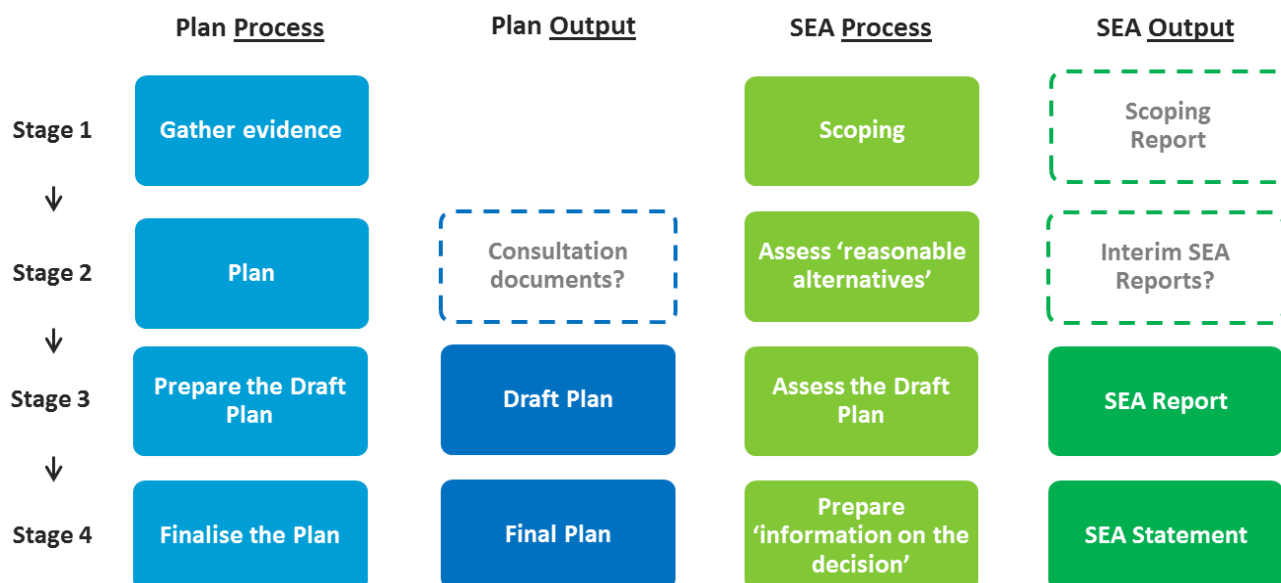 Plan Process
Plan Output
SEA Process
SEA Output
Stage 1
Gather evidence
Scoping
Scoping
Report
Stage 2
Plan
Consultation
documents?
Assess ‘reasonable
alternatives’
Interim SEA
Reports?
Stage 3
Prepare the Draft
Plan
Draft Plan
Assess the Draft
Plan
SEA Report
Stage 4
Finalise the Plan
Final Plan
Prepare
‘information on the
decision’
SEA Statement